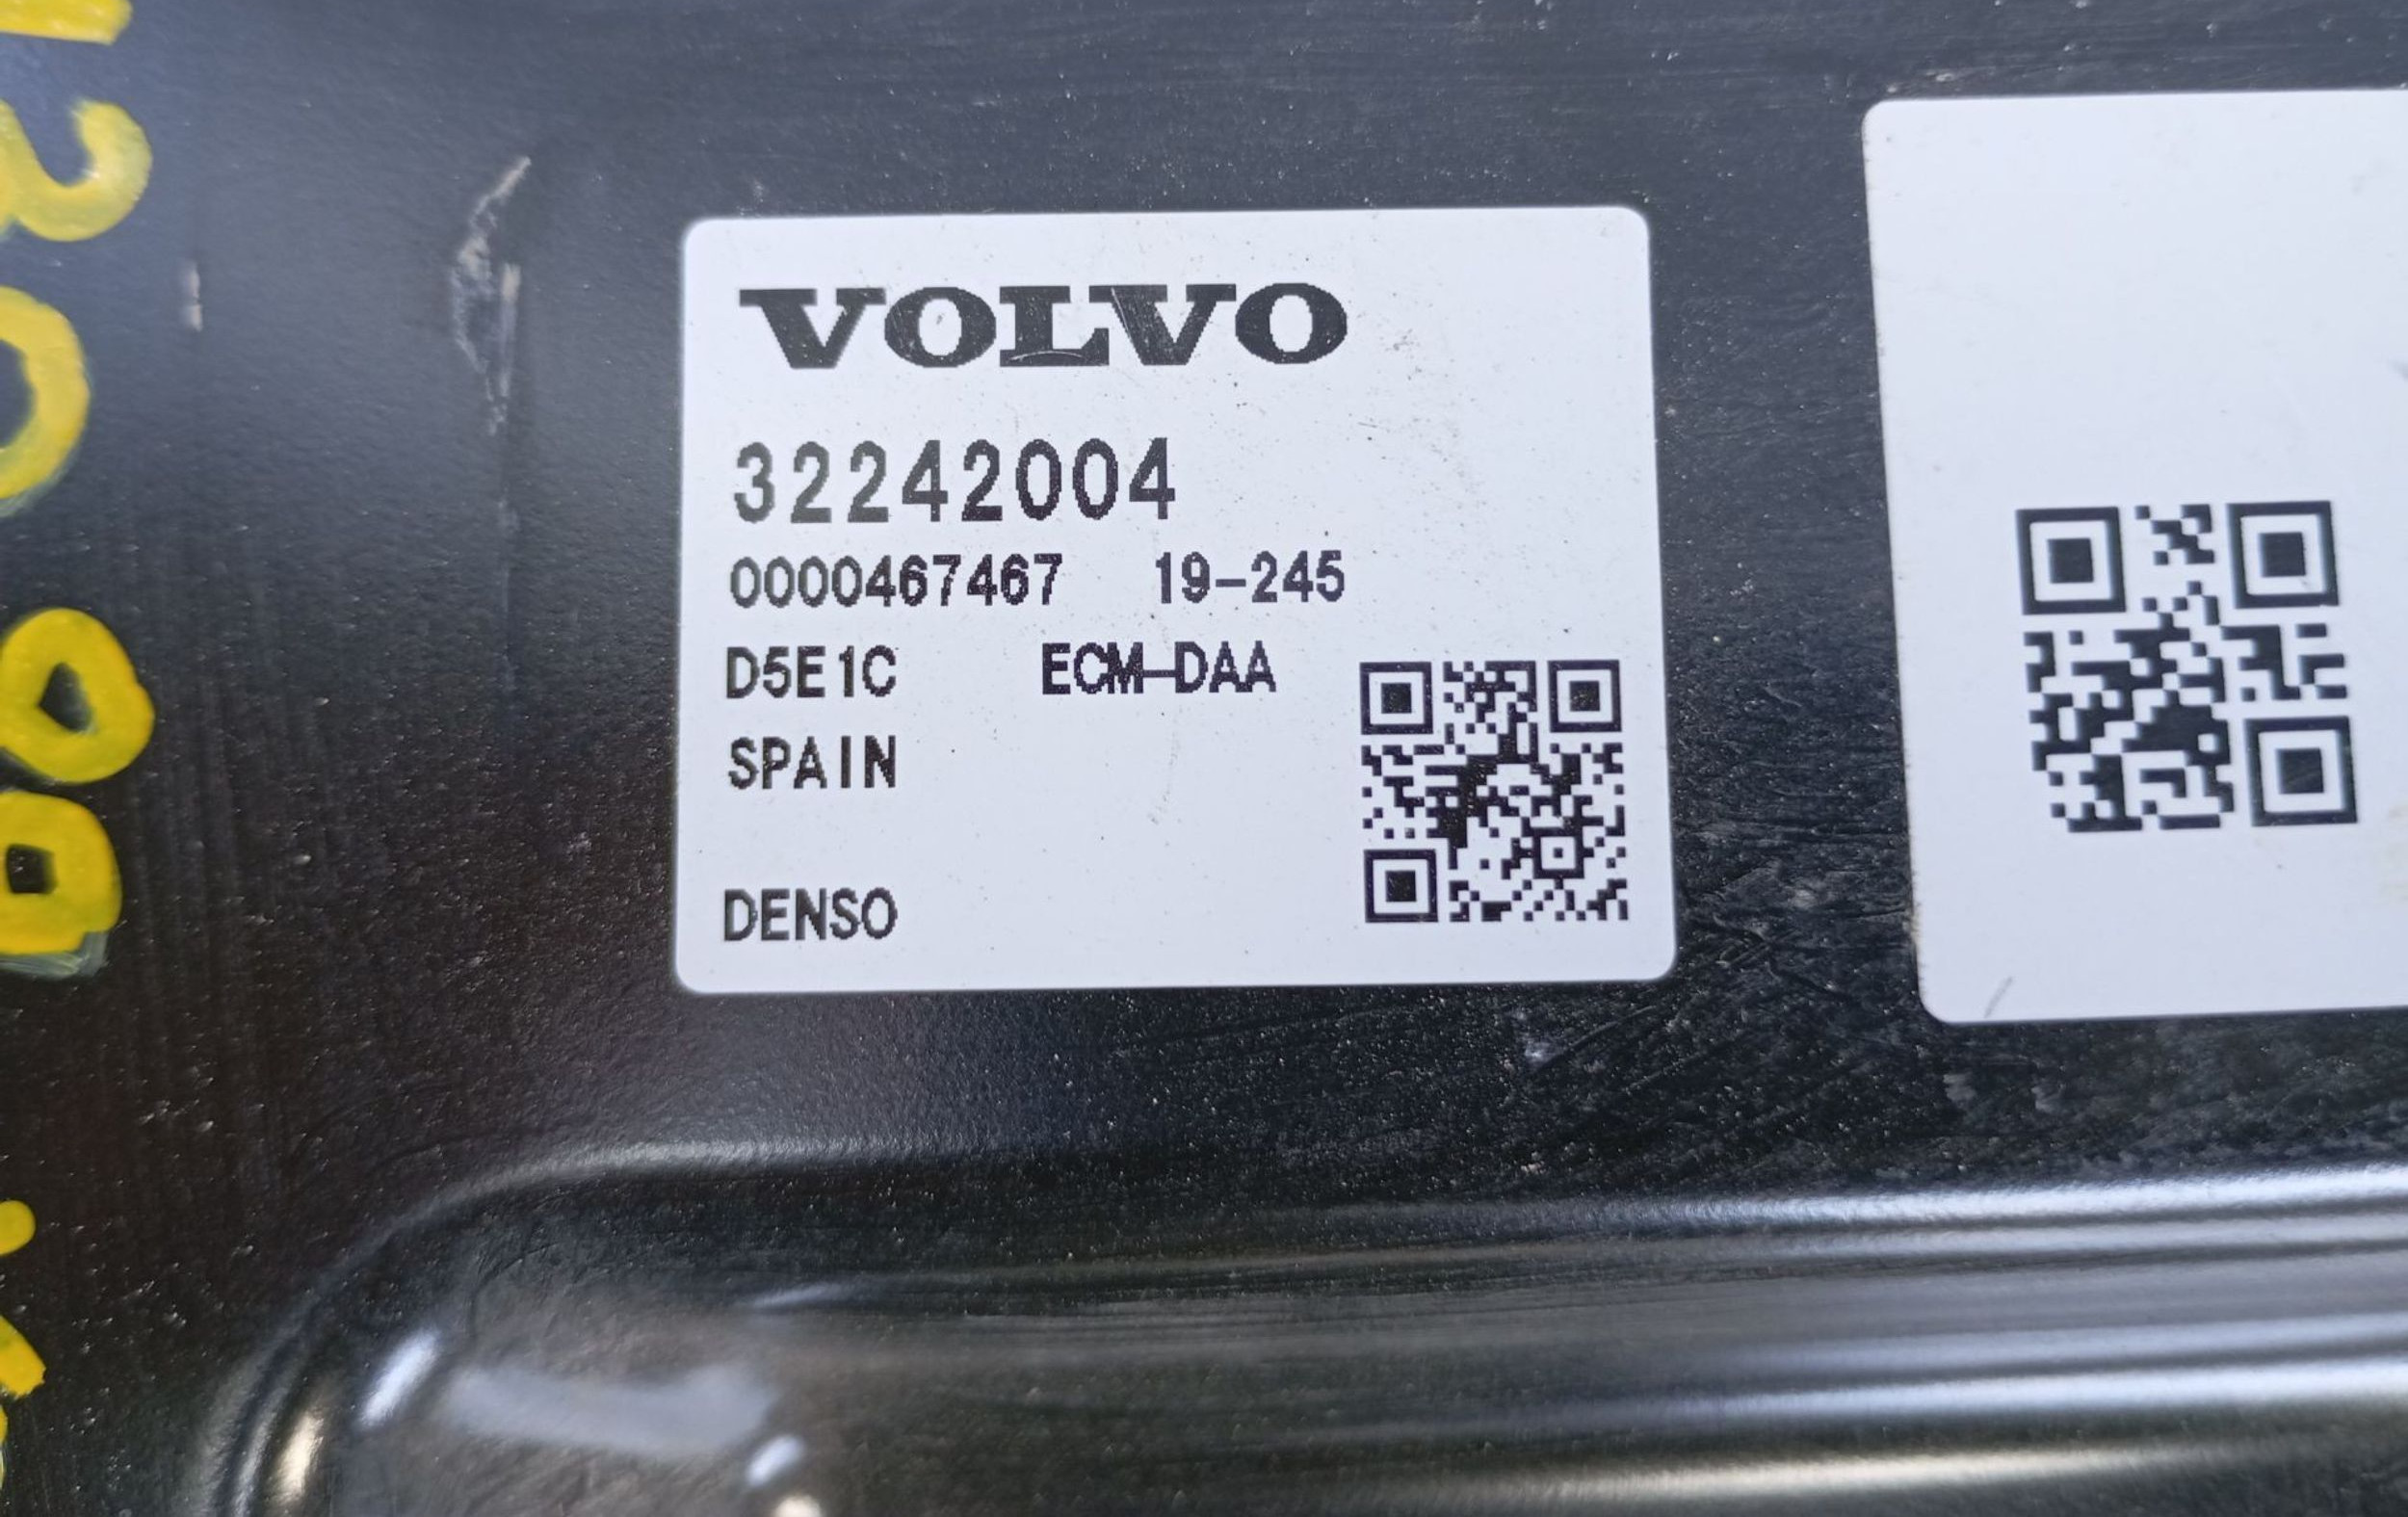 VOLVO
32242004
0000467467 19-245
D5E1C ECM-DAA
SPAIN
DENSO